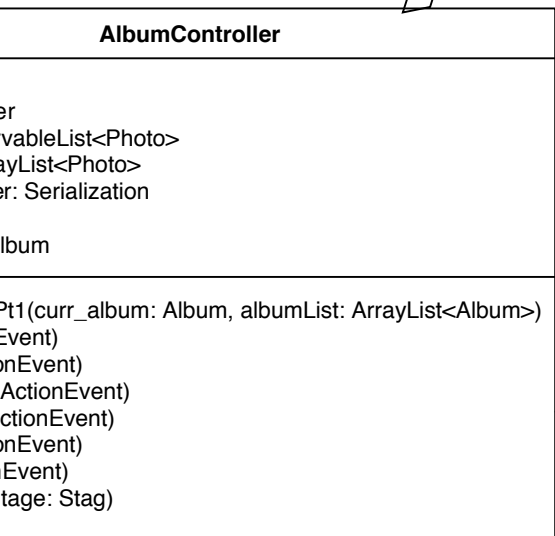 AlbumController
er
rvableList<Photo>
ayList<Photo>
er: Serialization
lbum
Pt1(curr_album: Album, albumList: ArrayList<Album>)
Event)
onEvent)
ActionEvent)
ctionEvent)
onEvent)
nEvent)
tage: Stag)